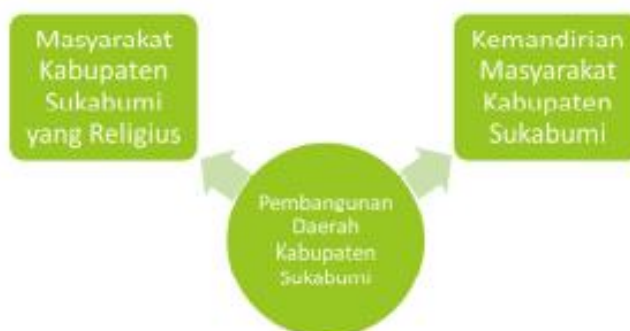 Masyarakat
Kabupaten
Sukabumi
yang Religius
Kemandirian
Masyarakat
Kabupaten
Sukabumi
Pembangunan
Daerah
Kabupaten
Sukabumi